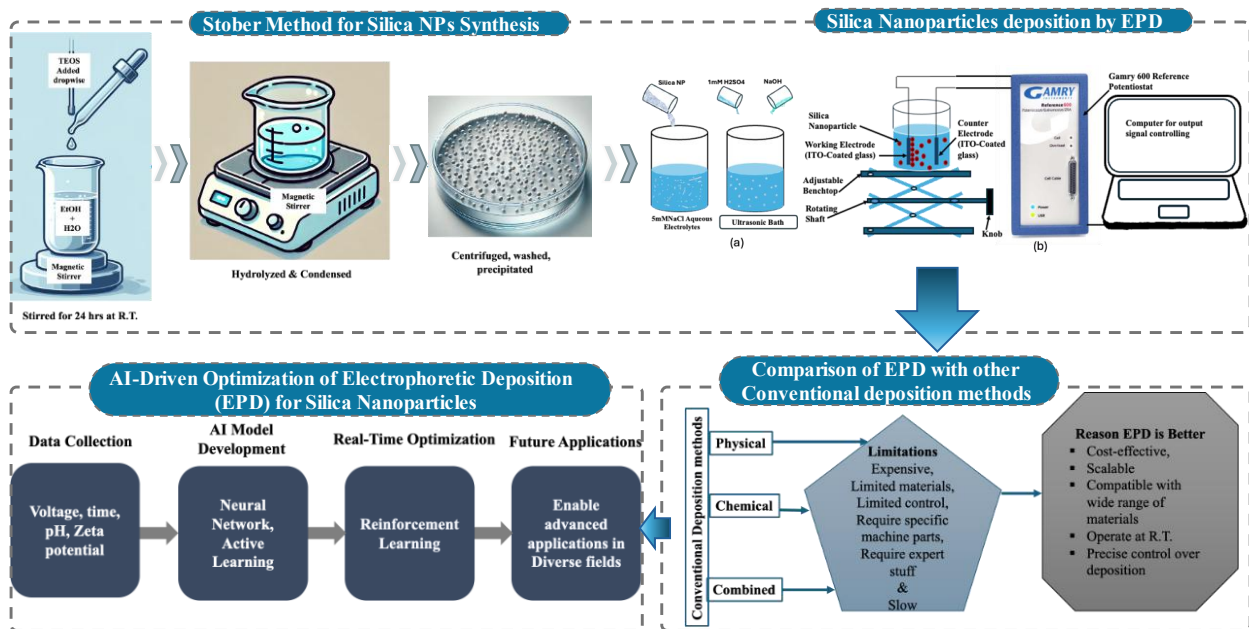 Stober Method for Silica NPs Synthesis
Silica Nanoparticles deposition by EPD
TEOS
Added
dropwise
EtOH
+
H2O
Magnetic
Stirrer
Stirred for 24 hrs at R.T.
Magnetic
Stirrer
Hydrolyzed & Condensed
Centrifuged, washed,
precipitated
Silica NP
1mM H2SO4
NaOH
5mMNaCl Aqueous
Electrolytes
Ultrasonic Bath
(a)
Silica
Nanoparticle
Working Electrode
(ITO-Coated
glass)
Adjustable
Benchtop
Rotating
Shaft
Counter
Electrode
(ITO-Coated
glass)
Knob
GAMRY
INSTRUMENTS
Reference 600
Cell Cable
Power
USB
(b)
Gamry 600 Reference
Potentiostat
Computer for output
signal controlling
AI-Driven Optimization of Electrophoretic Deposition
(EPD) for Silica Nanoparticles
Data Collection
AI Model
Development
Real-Time Optimization
Future Applications
Voltage, time,
pH, Zeta
potential
Neural
Network,
Active
Learning
Reinforcement
Learning
Enable
advanced
applications in
Diverse fields
Comparison of EPD with other
Conventional deposition methods
Conventional Deposition methods
Physical
Chemical
Combined
Limitations
Expensive,
Limited materials,
Limited control,
Require specific
machine parts,
Require expert
stuff
&
Slow
Reason EPD is Better
▪ Cost-effective,
▪ Scalable
▪ Compatible with
wide range of
materials
▪ Operate at R.T.
▪ Precise control over
deposition